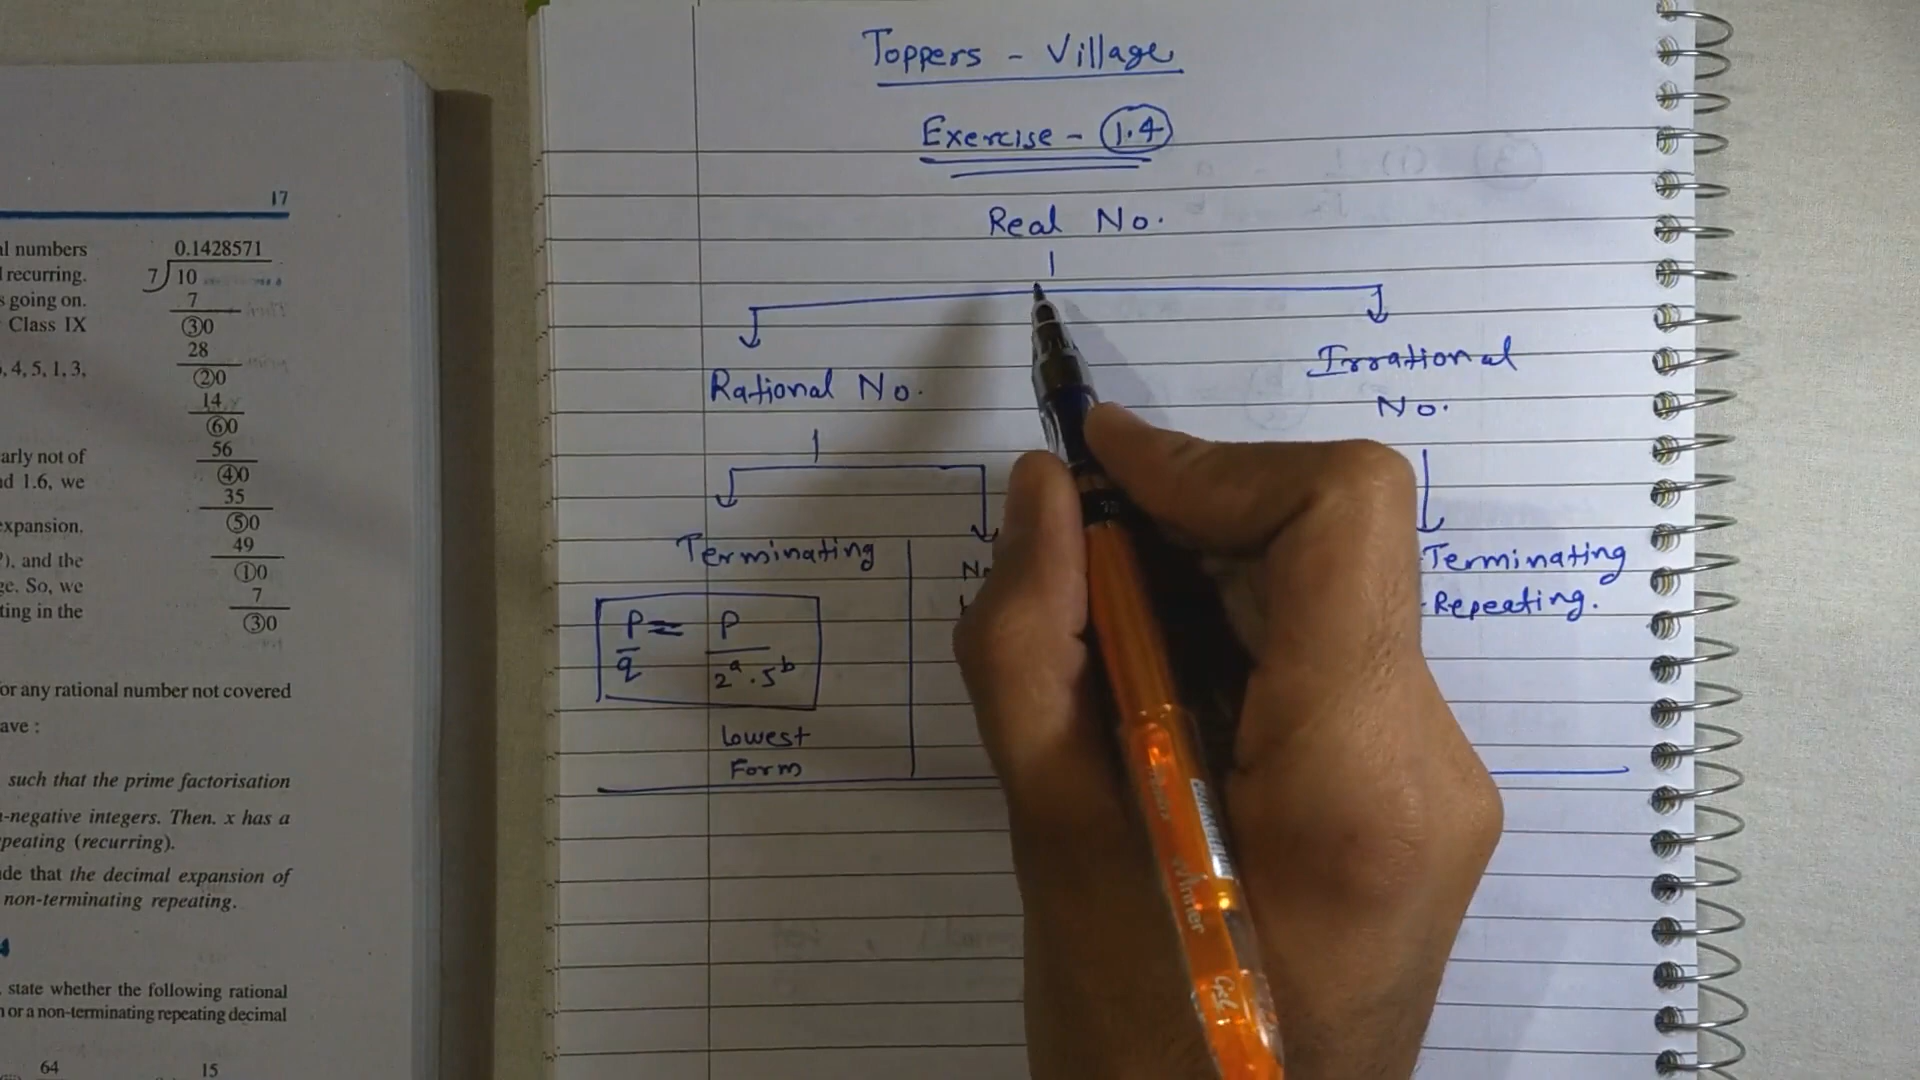 Toppers - Village
Exercise - 1.4
Real No.
Rational No.
Irrational
No.
Terminating
Terminating
Repeating.
P/q = P/2^a . 5^b
Lowest
Form
17
al numbers
recurring.
s going on.
Class IX
4, 5, 1, 3,
arly not of
nd 1.6, we
expansion.
?), and the
ge. So, we
ting in the
0.1428571
7 10
7
30
28
20
14
60
56
40
35
50
49
10
7
30
or any rational number not covered
ave :
such that the prime factorisation
-negative integers. Then, x has a
peating (recurring).
de that the decimal expansion of
non-terminating repeating.
4
state whether the following rational
or a non-terminating repeating decimal
64
15
Winner
Gel